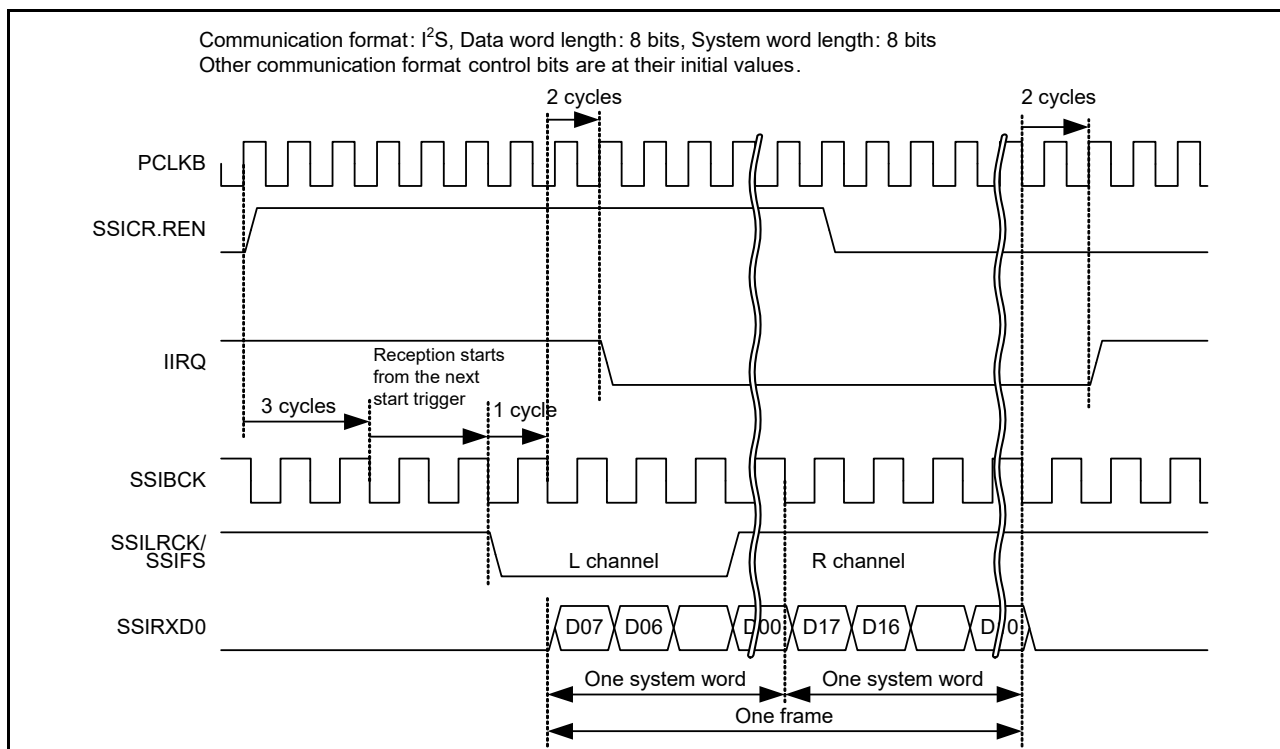 Communication format: I²S, Data word length: 8 bits, System word length: 8 bits
Other communication format control bits are at their initial values.
2 cycles
2 cycles
PCLKB
SSICR.REN
IIRQ
Reception starts
from the next
start trigger
3 cycles
1 cycle
SSIBCK
SSILRCK/
SSIFS
L channel
R channel
SSIRXD0
D07
D06
D00
D17
D16
One system word
One system word
One frame